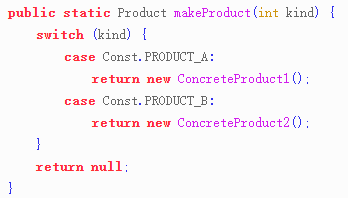 public static Product makeProduct(int kind) {
    switch (kind) {
        case Const.PRODUCT_A:
            return new ConcreteProduct1();
        case Const.PRODUCT_B:
            return new ConcreteProduct2();
    }
    return null;
}